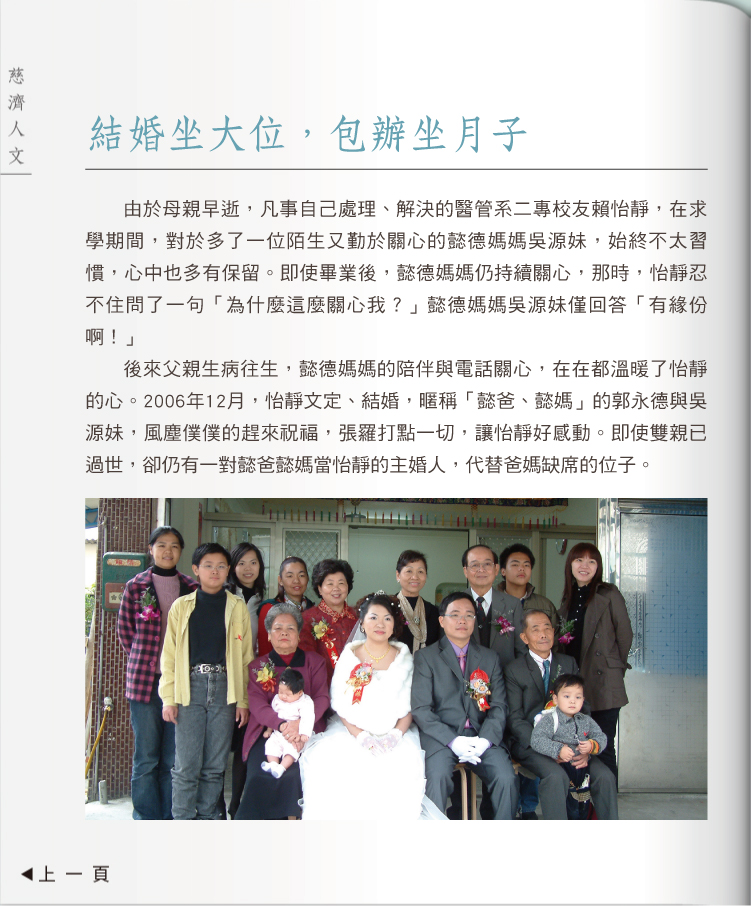 慈濟人文
結婚坐大位，包辦坐月子
由於母親早逝，凡事自己處理、解決的醫管系二專校友賴怡靜，在求
學期間，對於多了一位陌生又勤於關心的懿德媽媽吳源妹，始終不太習
慣，心中也多有保留。即使畢業後，懿德媽媽仍持續關心，那時，怡靜忍
不住問了一句「為什麼這麼關心我？」懿德媽媽吳源妹僅回答「有緣份
啊！」
後來父親生病往生，懿德媽媽的陪伴與電話關心，在在都溫暖了怡靜
的心。2006年12月，怡靜文定、結婚，暱稱「懿爸、懿媽」的郭永德與吳
源妹，風塵僕僕的趕來祝福，張羅打點一切，讓怡靜好感動。即使雙親已
過世，卻仍有一對懿爸懿媽當怡靜的主婚人，代替爸媽缺席的位子。
◀上一頁